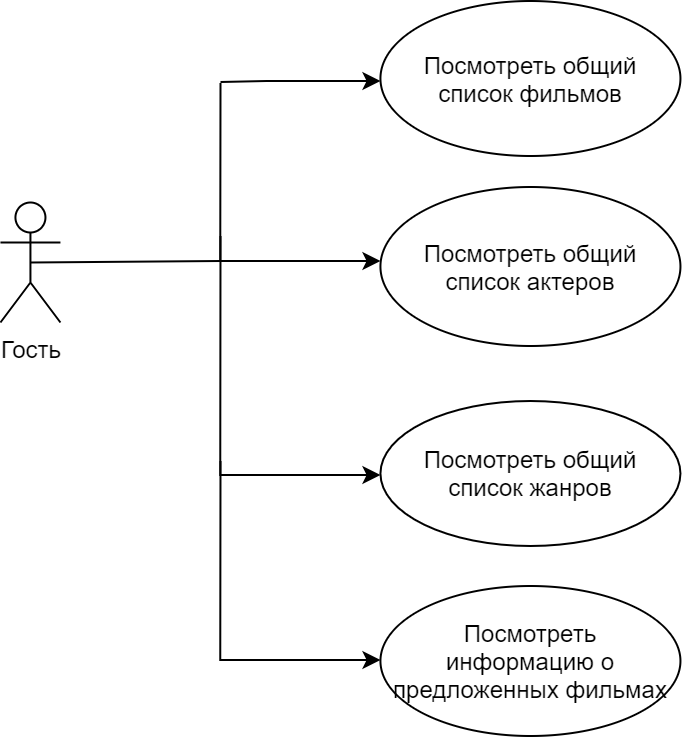 Посмотреть общий
список фильмов
Посмотреть общий
список актеров
Гость
Посмотреть общий
список жанров
Посмотреть
информацию о
предложенных фильмах